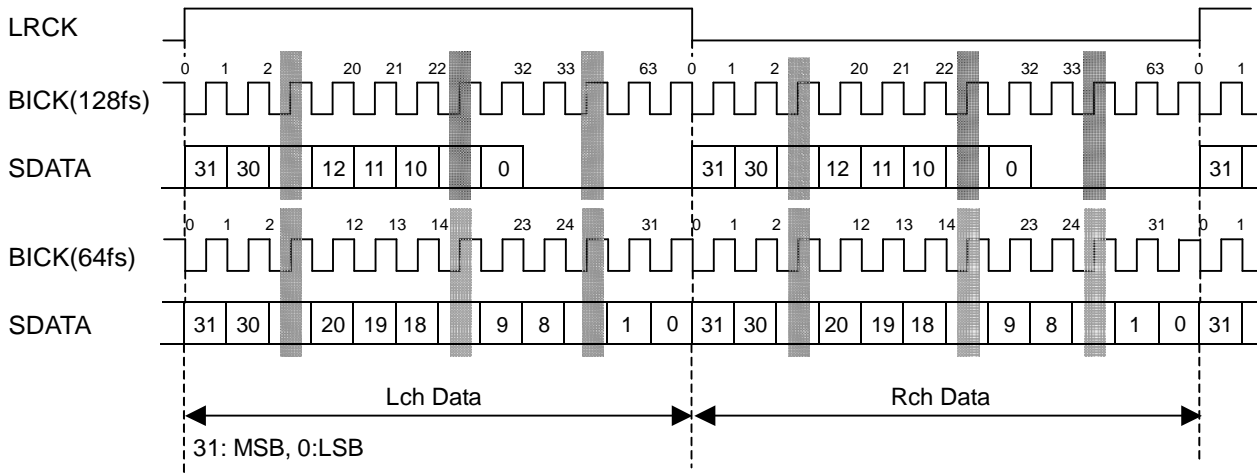 LRCK
0 1 2 20 21 22 32 33 63 0 1 2 20 21 22 32 33 63 0 1
BICK(128fs)
SDATA 31 30 12 11 10 0 31 30 12 11 10 0 31
0 1 2 12 13 14 23 24 31 0 1 2 12 13 14 23 24 31 0 1
BICK(64fs)
SDATA 31 30 20 19 18 9 8 1 0 31 30 20 19 18 9 8 1 0 31
Lch Data Rch Data
31: MSB, 0:LSB